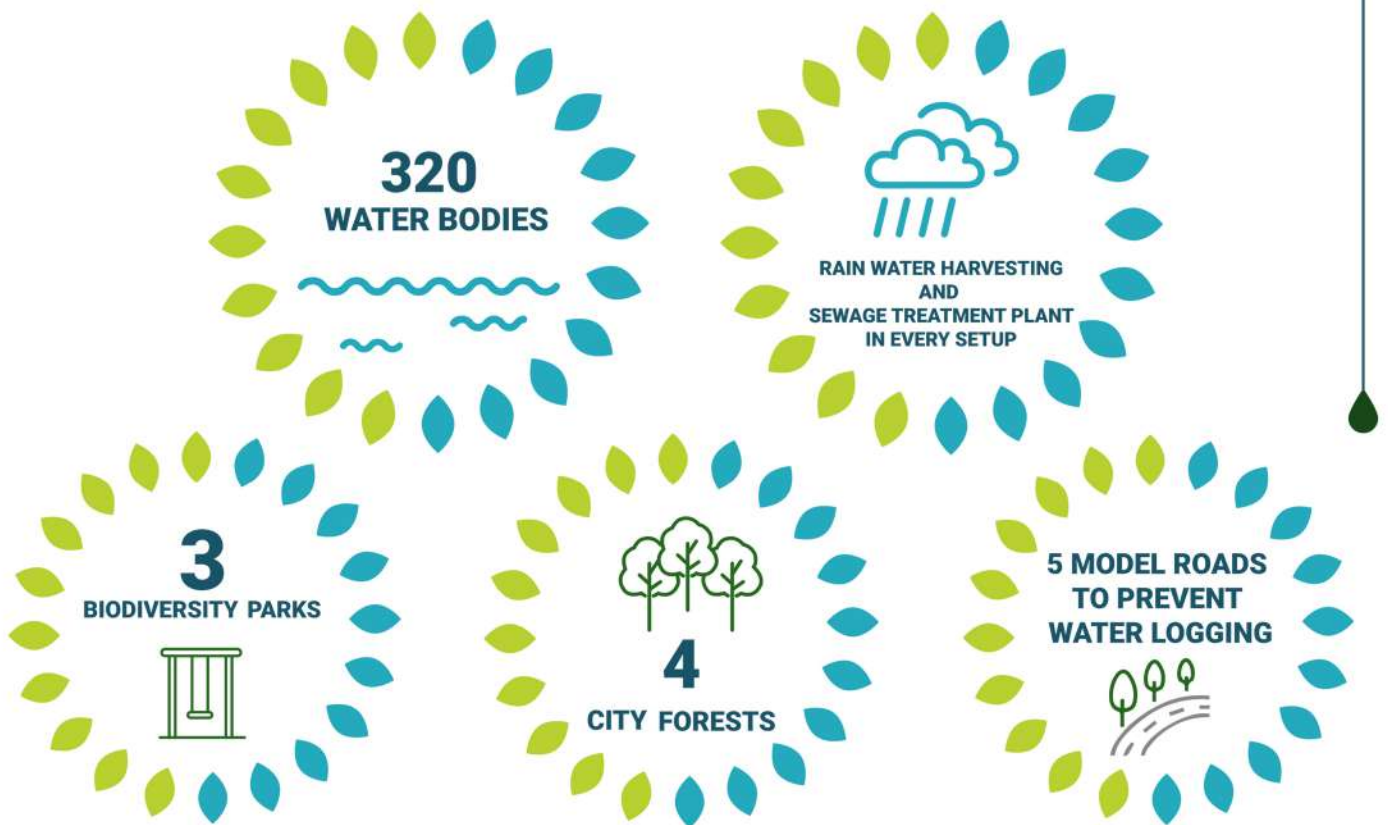 320
WATER BODIES
RAIN WATER HARVESTING
AND
SEWAGE TREATMENT PLANT
IN EVERY SETUP
3
BIODIVERSITY PARKS
4
CITY FORESTS
5 MODEL ROADS
TO PREVENT
WATER LOGGING